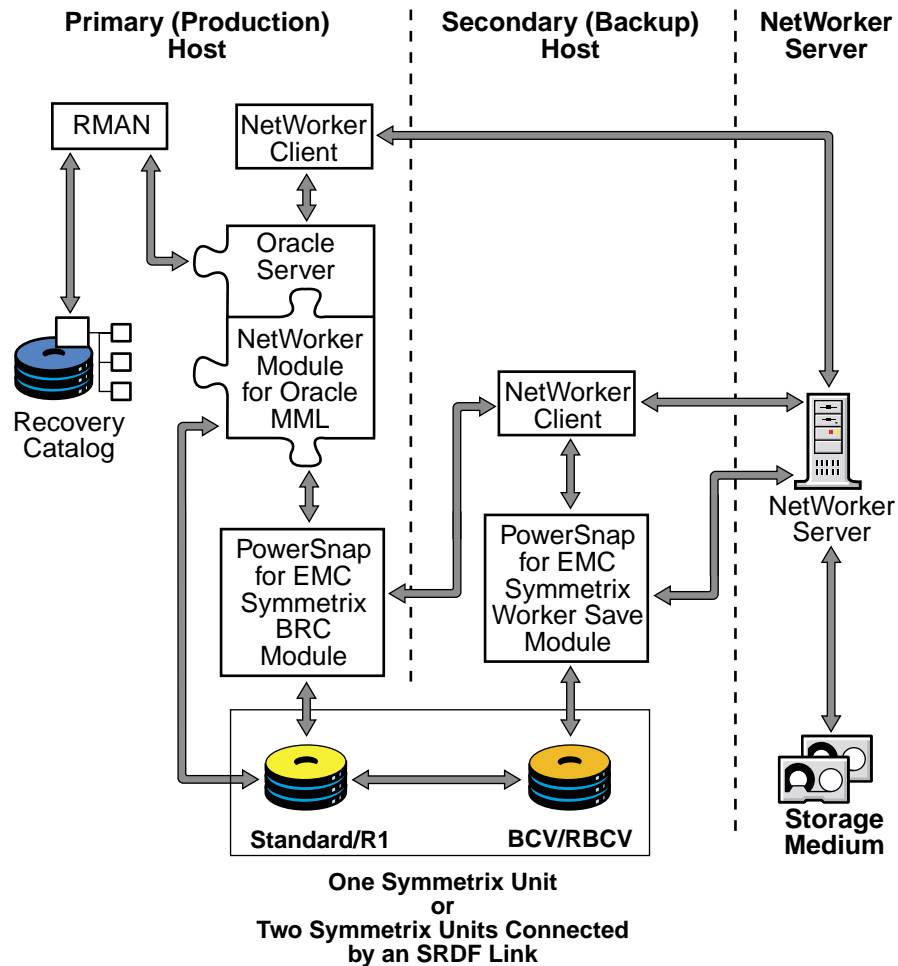 Primary (Production)
Host
Secondary (Backup)
Host
NetWorker
Server
RMAN
NetWorker
Client
Oracle
Server
NetWorker
Module
for Oracle
MML
Recovery
Catalog
NetWorker
Client
NetWorker
Server
PowerSnap
for EMC
Symmetrix
BRC
Module
PowerSnap
for EMC
Symmetrix
Worker Save
Module
Standard/R1
BCV/RBCV
Storage
Medium
One Symmetrix Unit
or
Two Symmetrix Units Connected
by an SRDF Link